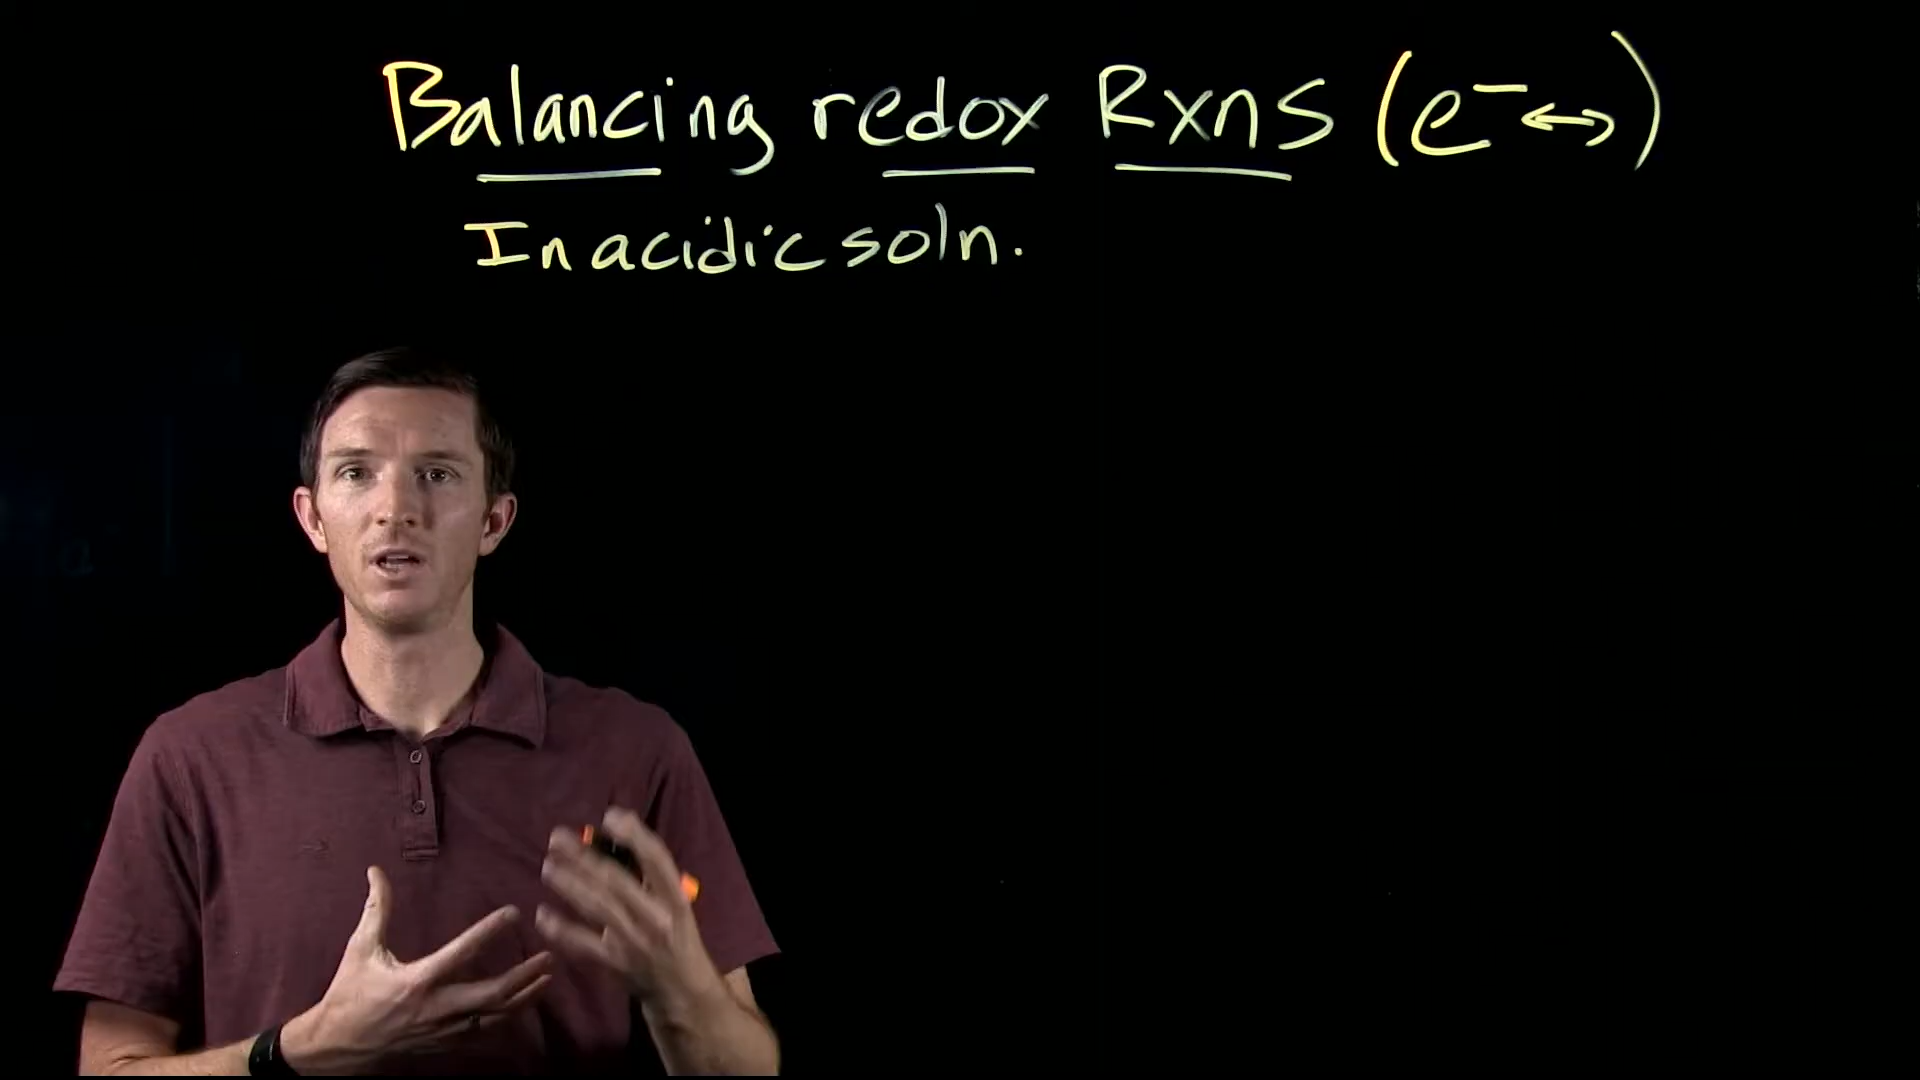 Balancing redox Rxns (e⁻↔)
In acidic soln.